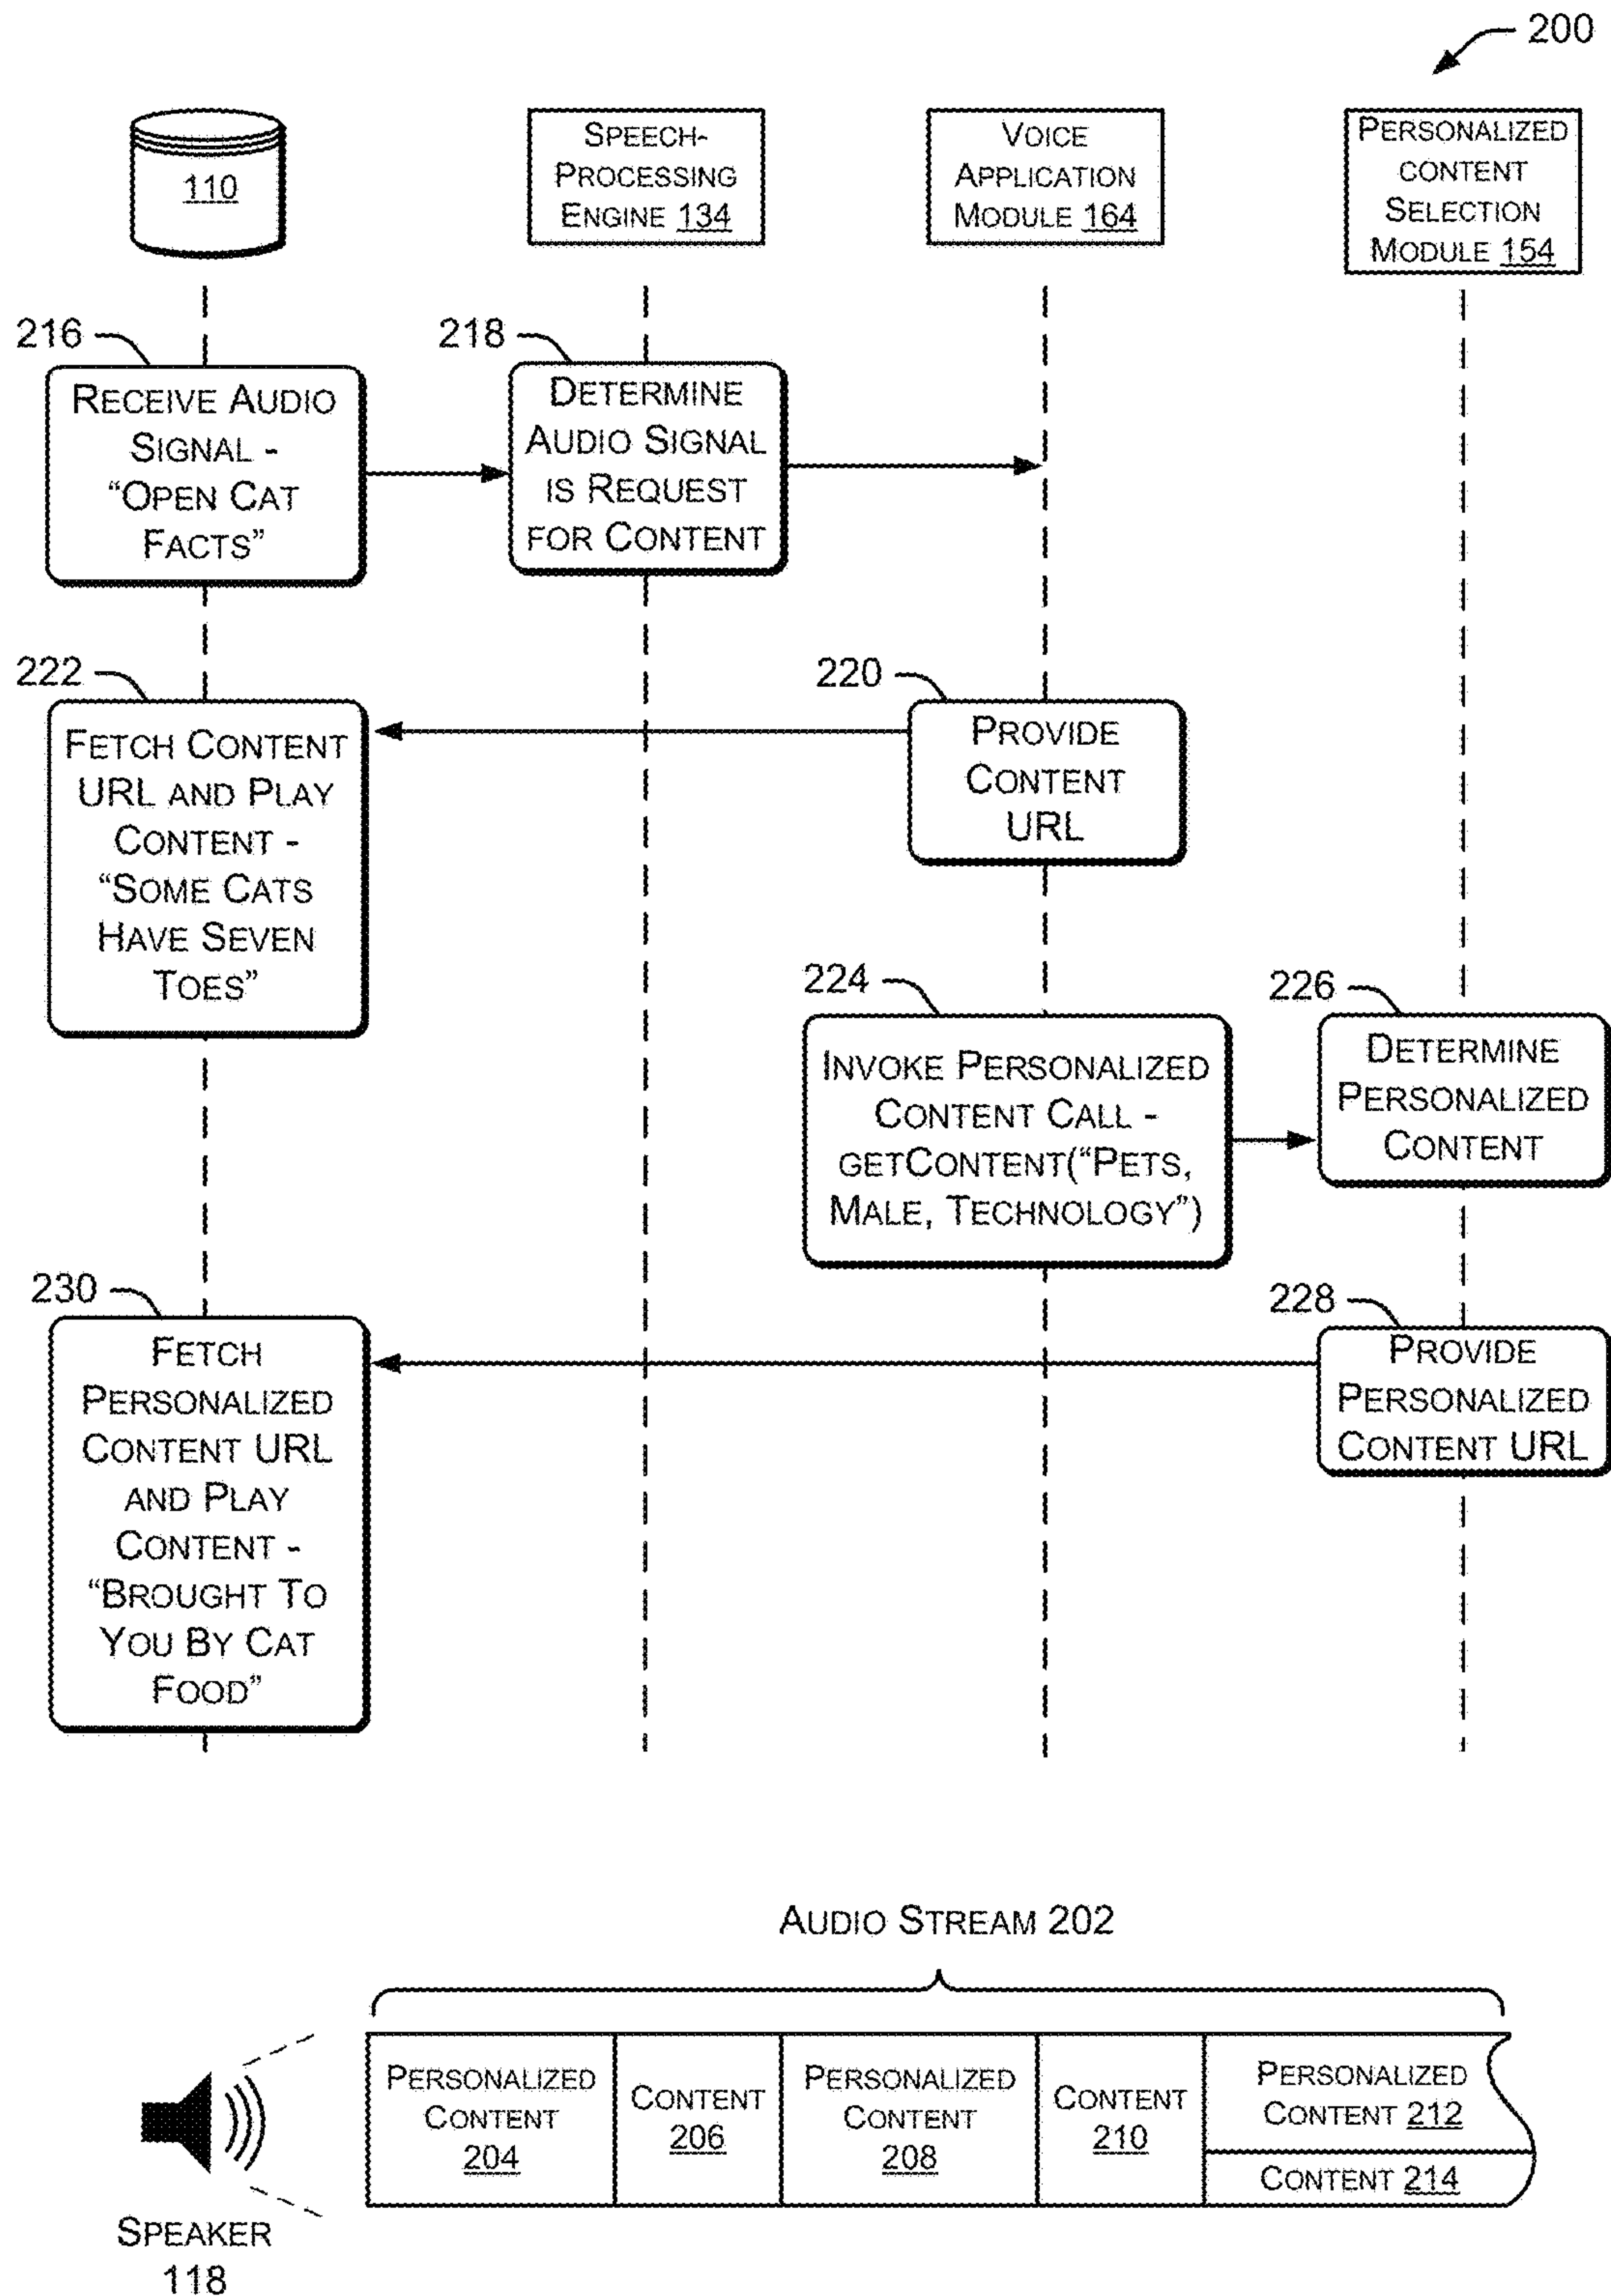 200
110
SPEECH-
PROCESSING
ENGINE 134
VOICE
APPLICATION
MODULE 164
PERSONALIZED
CONTENT
SELECTION
MODULE 154
216
RECEIVE AUDIO
SIGNAL -
“OPEN CAT
FACTS”
218
DETERMINE
AUDIO SIGNAL
IS REQUEST
FOR CONTENT
222
FETCH CONTENT
URL AND PLAY
CONTENT -
“SOME CATS
HAVE SEVEN
TOES”
220
PROVIDE
CONTENT
URL
224
INVOKE PERSONALIZED
CONTENT CALL -
GETCONTENT(“PETS,
MALE, TECHNOLOGY”)
226
DETERMINE
PERSONALIZED
CONTENT
230
FETCH
PERSONALIZED
CONTENT URL
AND PLAY
CONTENT -
“BROUGHT TO
YOU BY CAT
FOOD”
228
PROVIDE
PERSONALIZED
CONTENT URL
AUDIO STREAM 202
PERSONALIZED
CONTENT
204
CONTENT
206
PERSONALIZED
CONTENT
208
CONTENT
210
PERSONALIZED
CONTENT 212
CONTENT 214
SPEAKER
118